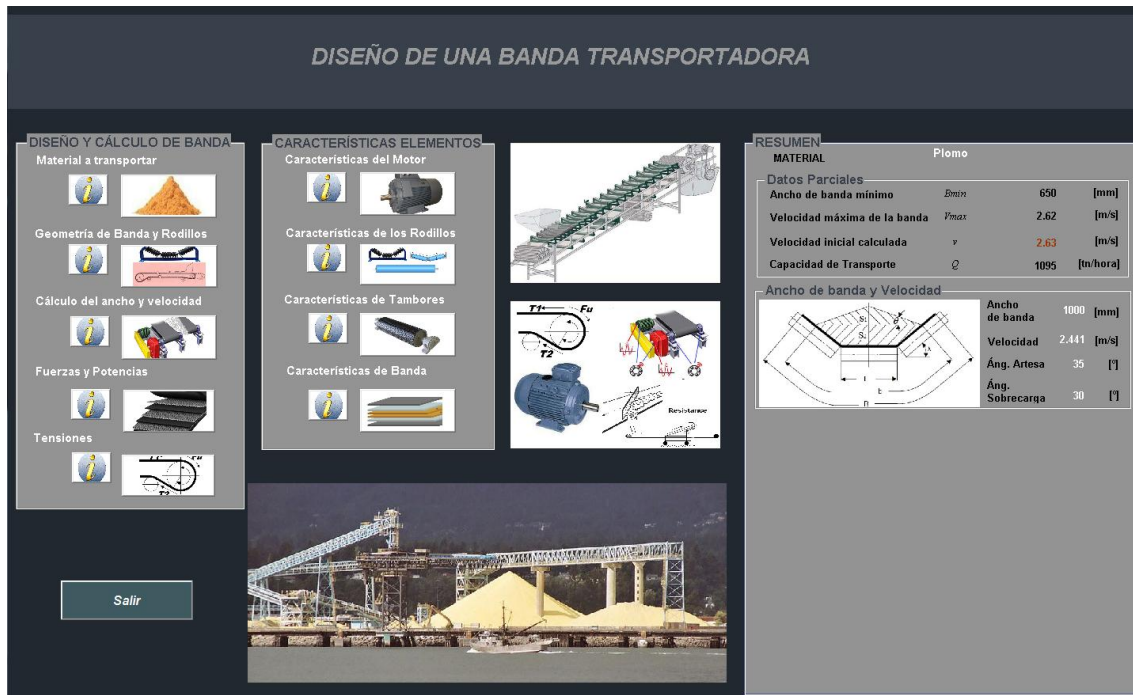 DISEÑO DE UNA BANDA TRANSPORTADORA
DISEÑO Y CÁLCULO DE BANDA
Material a transportar
Geometría de Banda y Rodillos
Cálculo del ancho y velocidad
Fuerzas y Potencias
Tensiones
Fu
T2
Salir
CARACTERÍSTICAS ELEMENTOS
Características del Motor
Características de los Rodillos
Características de Tambores
Características de Banda
T1
Fu
T2
Resistance
RESUMEN
MATERIAL Plomo
Datos Parciales
Ancho de banda mínimo Bmin 650 [mm]
Velocidad máxima de la banda Vmax 2.62 [m/s]
Velocidad inicial calculada v 2.63 [m/s]
Capacidad de Transporte Q 1095 [tn/hora]
Ancho de banda y Velocidad
Ancho
de banda 1000 [mm]
Velocidad 2.441 [m/s]
Áng. Artesa 35 [º]
Áng.
Sobrecarga 30 [º]